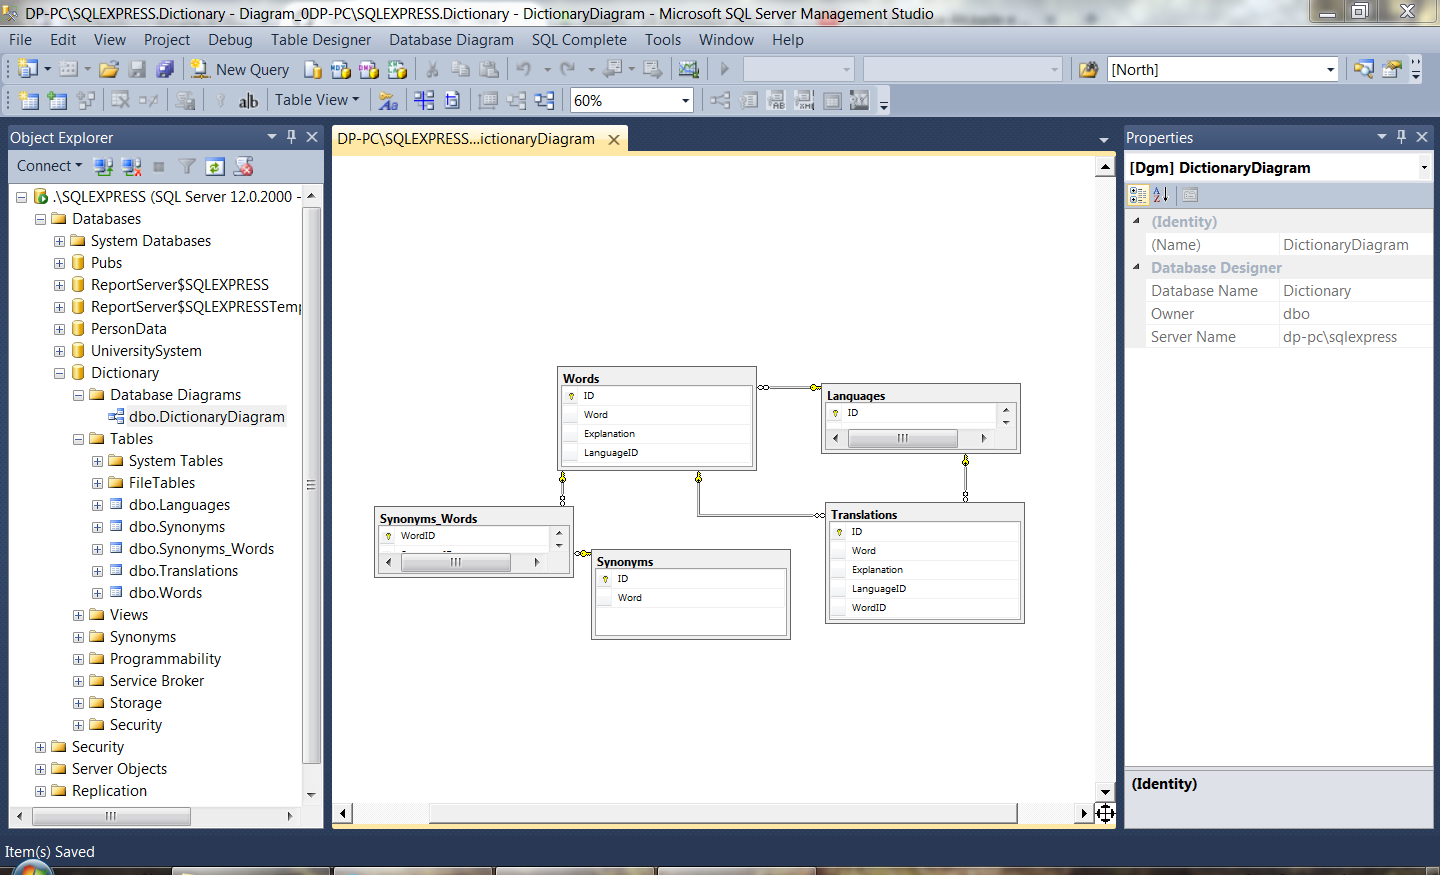 DP-PC\SQLEXPRESS.Dictionary - Diagram_0DP-PC\SQLEXPRESS.Dictionary - DictionaryDiagram - Microsoft SQL Server Management Studio
File Edit View Project Debug Table Designer Database Diagram SQL Complete Tools Window Help
New Query [North]
Table View 60%
Object Explorer
Connect
.\SQLEXPRESS (SQL Server 12.0.2000 -
Databases
System Databases
Pubs
ReportServer$SQLEXPRESS
ReportServer$SQLEXPRESSTemp
PersonData
UniversitySystem
Dictionary
Database Diagrams
dbo.DictionaryDiagram
Tables
System Tables
FileTables
dbo.Languages
dbo.Synonyms
dbo.Synonyms_Words
dbo.Translations
dbo.Words
Views
Synonyms
Programmability
Service Broker
Storage
Security
Security
Server Objects
Replication
DP-PC\SQLEXPRESS...ictionaryDiagram
Words
ID
Word
Explanation
LanguageID
Languages
ID
Synonyms_Words
WordID
Synonyms
ID
Word
Translations
ID
Word
Explanation
LanguageID
WordID
Properties
[Dgm] DictionaryDiagram
(Identity)
(Name) DictionaryDiagram
Database Designer
Database Name Dictionary
Owner dbo
Server Name dp-pc\sqlexpress
(Identity)
Item(s) Saved